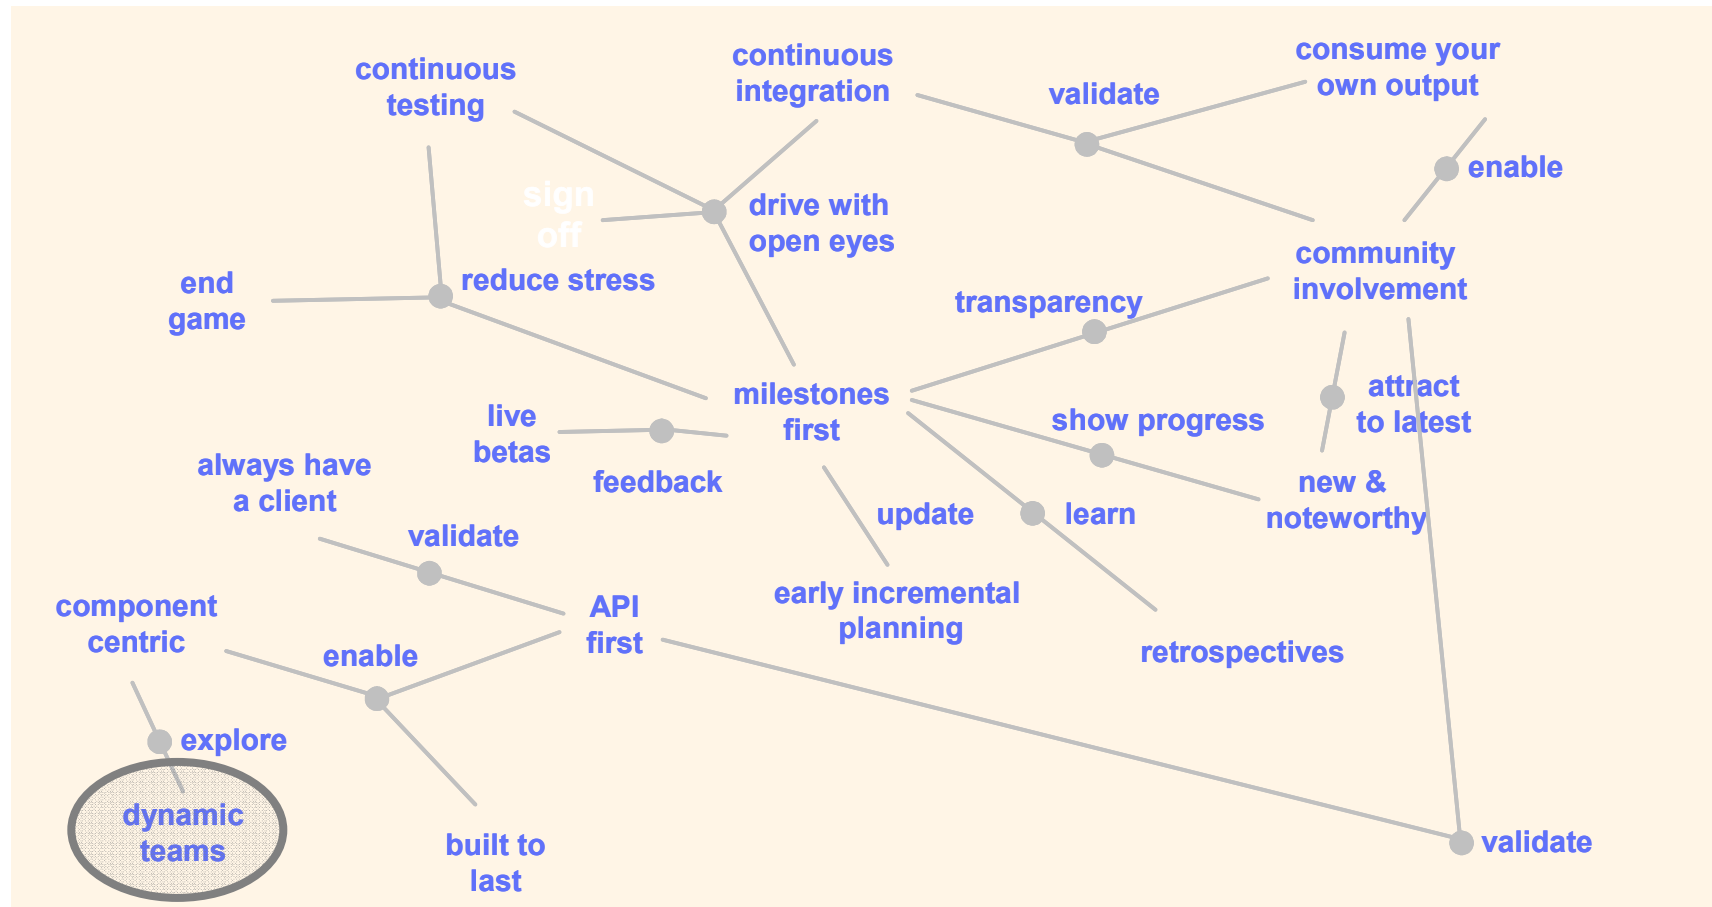 continuous
testing
continuous
integration
validate
consume your
own output
enable
sign
off
drive with
open eyes
end
game
reduce stress
community
involvement
transparency
milestones
first
live
betas
feedback
show progress
attract
to latest
always have
a client
validate
update
learn
new &
noteworthy
component
centric
enable
API
first
early incremental
planning
retrospectives
explore
dynamic
teams
built to
last
validate